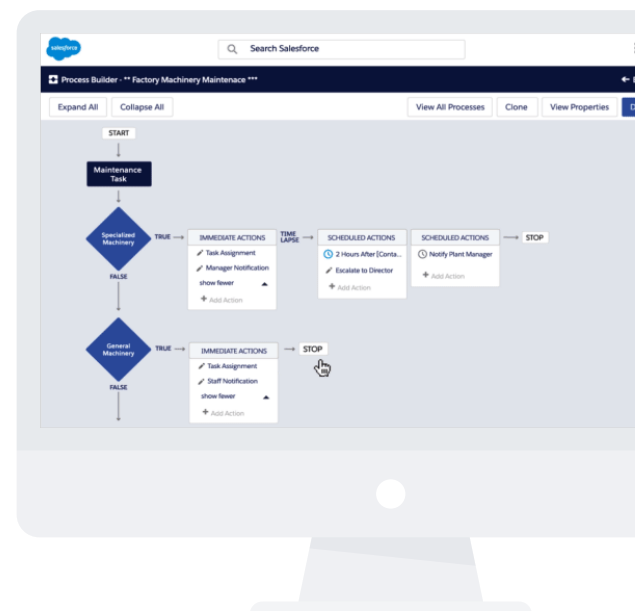 salesforce
Search Salesforce
Process Builder - ** Factory Machinery Maintenace ***
Expand All
Collapse All
View All Processes
Clone
View Properties
START
Maintenance
Task
Specialized
Machinery
TRUE
FALSE
IMMEDIATE ACTIONS
Task Assignment
Manager Notification
show fewer
+ Add Action
TIME
LAPSE
SCHEDULED ACTIONS
2 Hours After [Conta...
Escalate to Director
+ Add Action
SCHEDULED ACTIONS
Notify Plant Manager
+ Add Action
STOP
General
Machinery
TRUE
FALSE
IMMEDIATE ACTIONS
Task Assignment
Staff Notification
show fewer
+ Add Action
STOP